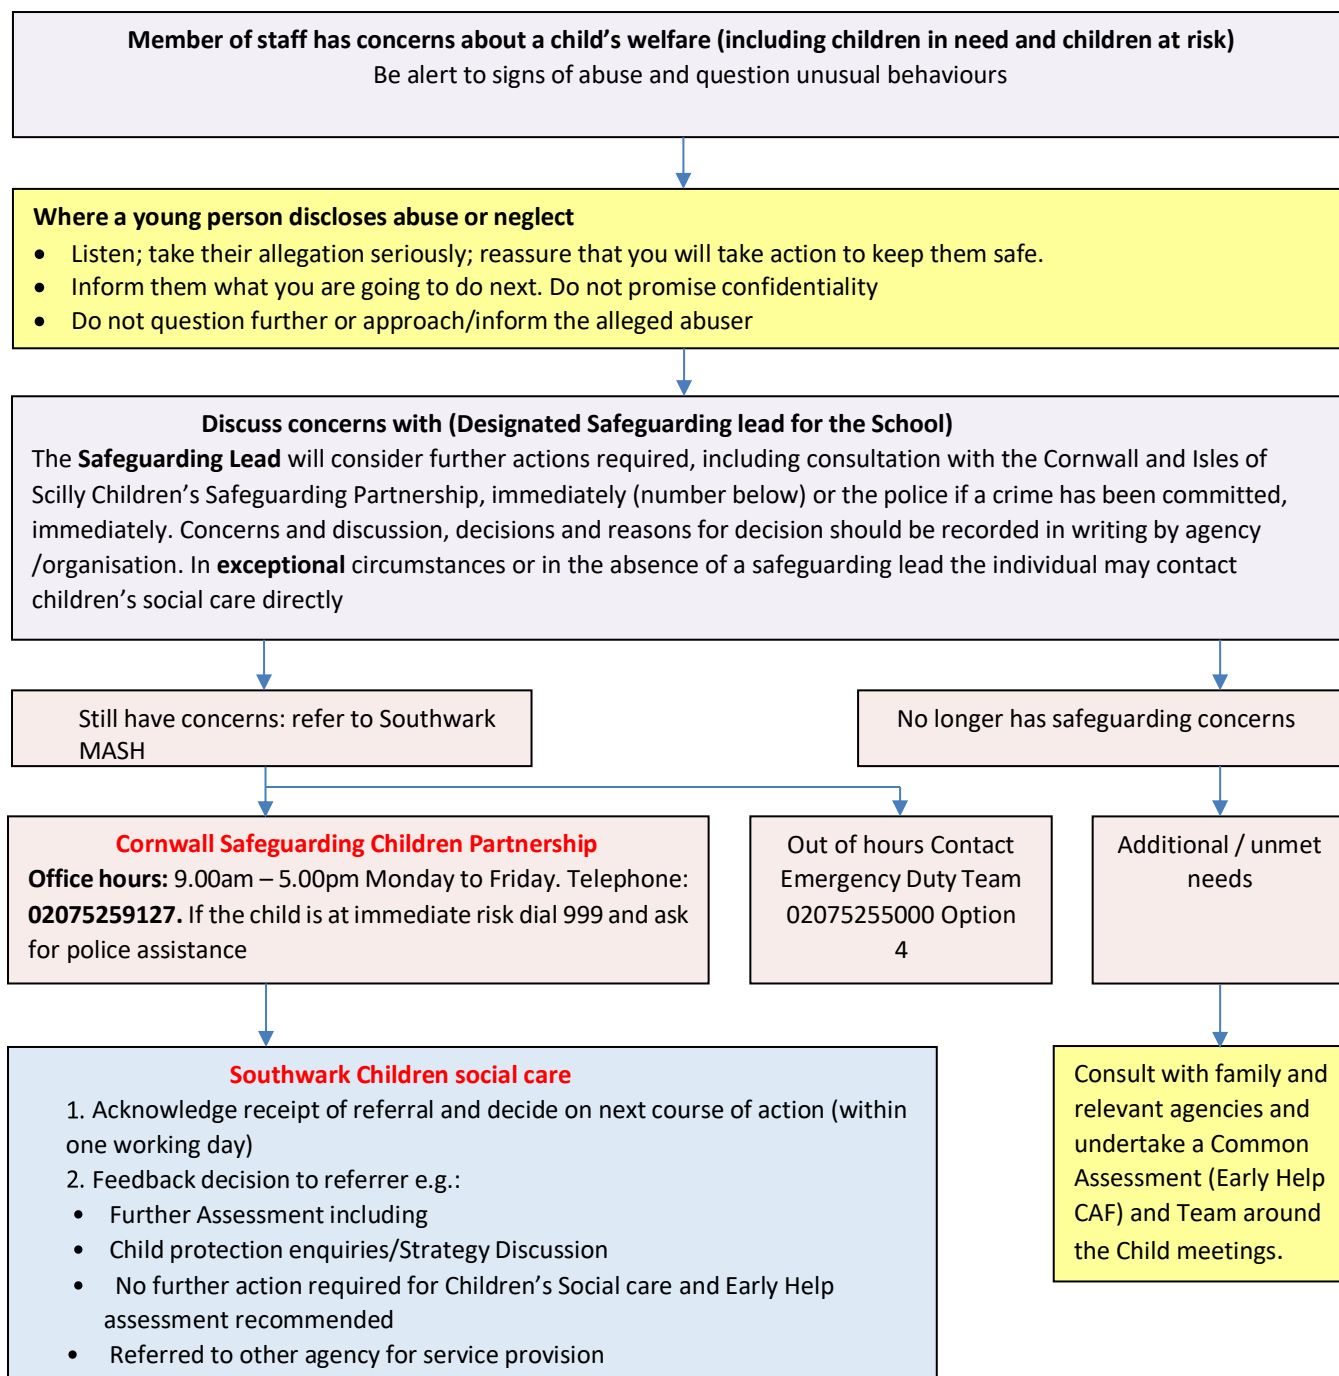 Member of staff has concerns about a child’s welfare (including children in need and children at risk)
Be alert to signs of abuse and question unusual behaviours
Where a young person discloses abuse or neglect
• Listen; take their allegation seriously; reassure that you will take action to keep them safe.
• Inform them what you are going to do next. Do not promise confidentiality
• Do not question further or approach/inform the alleged abuser
Discuss concerns with (Designated Safeguarding lead for the School)
The Safeguarding Lead will consider further actions required, including consultation with the Cornwall and Isles of
Scilly Children’s Safeguarding Partnership, immediately (number below) or the police if a crime has been committed,
immediately. Concerns and discussion, decisions and reasons for decision should be recorded in writing by agency
/organisation. In exceptional circumstances or in the absence of a safeguarding lead the individual may contact
children’s social care directly
Still have concerns: refer to Southwark
MASH
No longer has safeguarding concerns
Cornwall Safeguarding Children Partnership
Office hours: 9.00am – 5.00pm Monday to Friday. Telephone:
02075259127. If the child is at immediate risk dial 999 and ask
for police assistance
Out of hours Contact
Emergency Duty Team
02075255000 Option
4
Additional / unmet
needs
Southwark Children social care
1. Acknowledge receipt of referral and decide on next course of action (within
one working day)
2. Feedback decision to referrer e.g.:
• Further Assessment including
• Child protection enquiries/Strategy Discussion
• No further action required for Children’s Social care and Early Help
assessment recommended
• Referred to other agency for service provision
Consult with family and
relevant agencies and
undertake a Common
Assessment (Early Help
CAF) and Team around
the Child meetings.